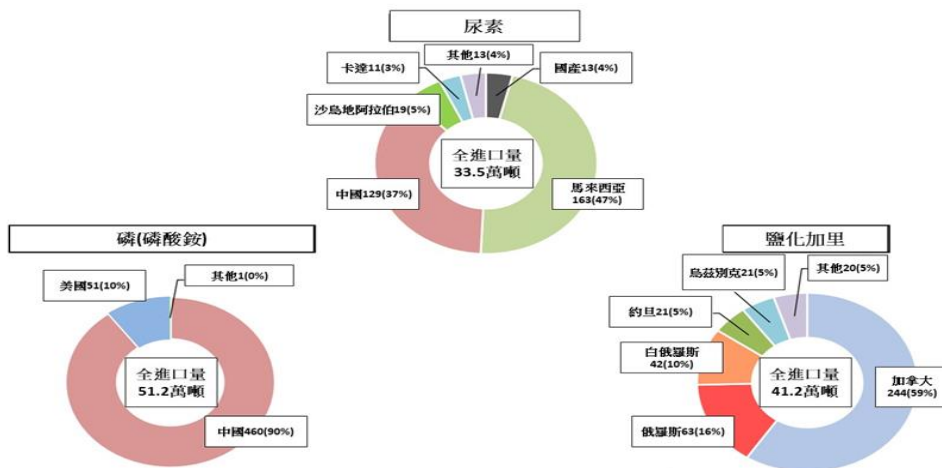 尿素
其他13(4%)
國產13(4%)
卡達11(3%)
沙烏地阿拉伯19(5%)
中國129(37%)
全進口量
33.5萬噸
馬來西亞
163(47%)
磷(磷酸銨)
其他1(0%)
美國51(10%)
全進口量
51.2萬噸
中國460(90%)
鹽化加里
烏茲別克21(5%)
其他20(5%)
約旦21(5%)
白俄羅斯
42(10%)
全進口量
41.2萬噸
加拿大
244(59%)
俄羅斯63(16%)